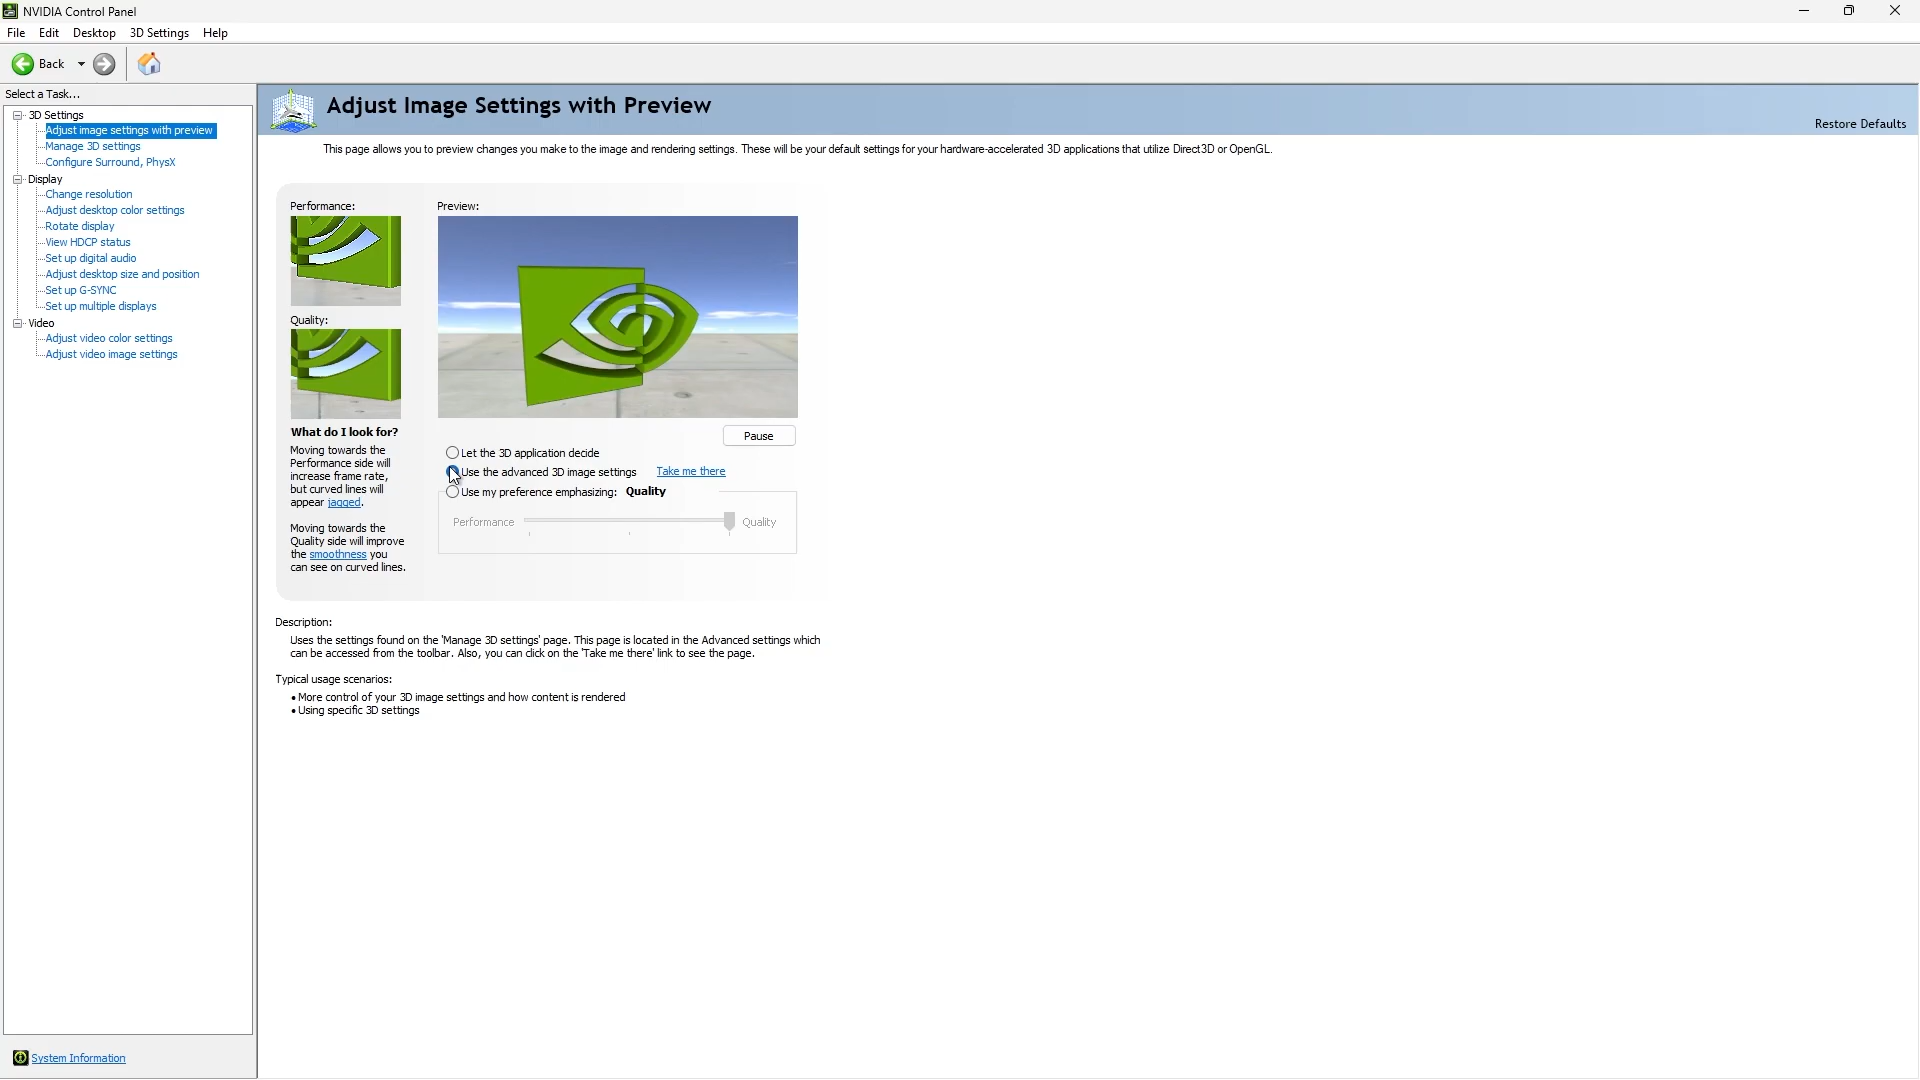 NVIDIA Control Panel
File Edit Desktop 3D Settings Help
Back
Select a Task...
3D Settings
Adjust image settings with preview
Manage 3D settings
Configure Surround, PhysX
Display
Change resolution
Adjust desktop color settings
Rotate display
View HDCP status
Set up digital audio
Adjust desktop size and position
Set up G-SYNC
Set up multiple displays
Video
Adjust video color settings
Adjust video image settings
System Information
Adjust Image Settings with Preview
Restore Defaults
This page allows you to preview changes you make to the image and rendering settings. These will be your default settings for your hardware-accelerated 3D applications that utilize Direct3D or OpenGL.
Performance:
Quality:
What do I look for?
Moving towards the
Performance side will
increase frame rate,
but curved lines will
appear jagged.
Moving towards the
Quality side will improve
the smoothness you
can see on curved lines.
Preview:
Pause
Let the 3D application decide
Use the advanced 3D image settings Take me there
Use my preference emphasizing: Quality
Performance Quality
Description:
Uses the settings found on the 'Manage 3D settings' page. This page is located in the Advanced settings which
can be accessed from the toolbar. Also, you can click on the 'Take me there' link to see the page.
Typical usage scenarios:
• More control of your 3D image settings and how content is rendered
• Using specific 3D settings